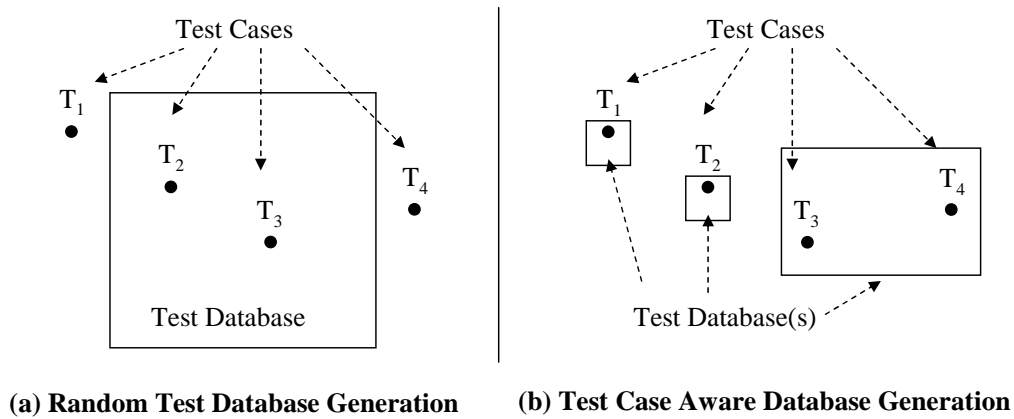 Test Cases
T1
T2
T3
T4
Test Database
(a) Random Test Database Generation
Test Cases
T1
T2
T3
T4
Test Database(s)
(b) Test Case Aware Database Generation